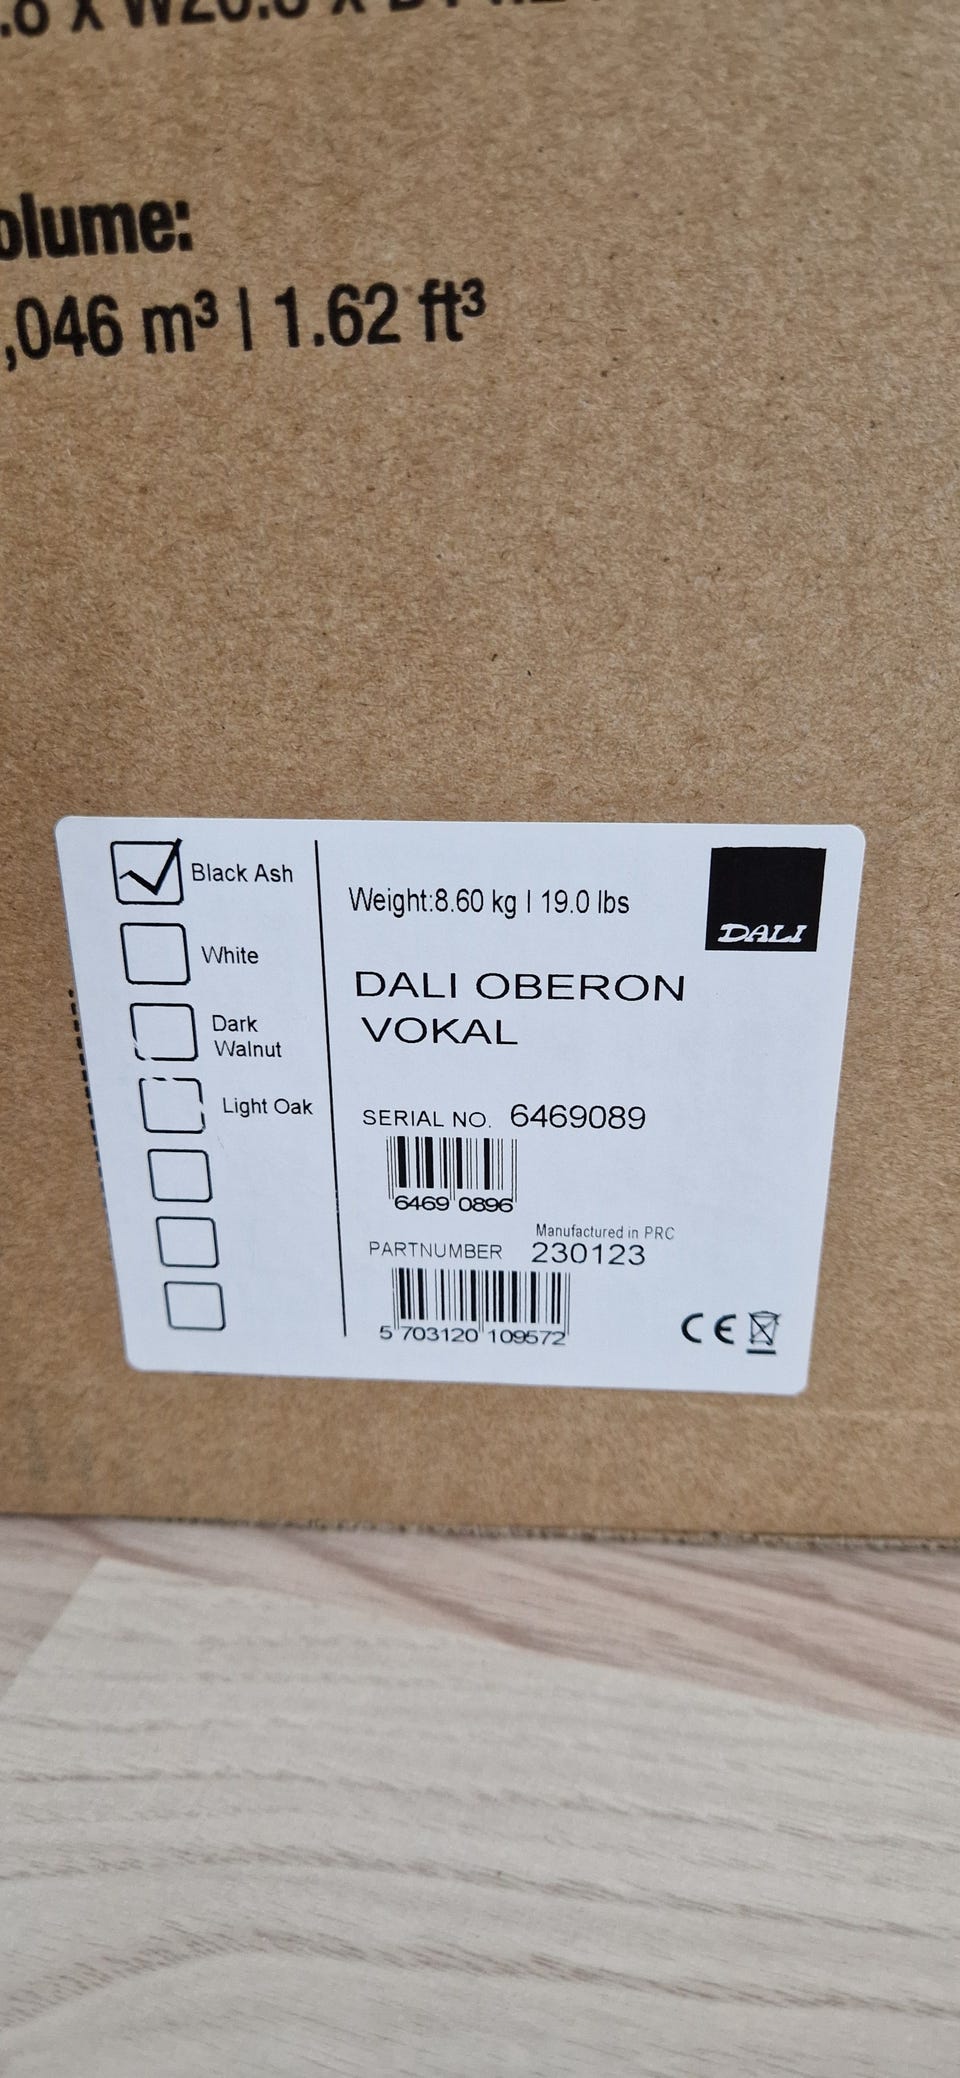 olume:
,046 m³ | 1.62 ft³
Black Ash
White
Dark
Walnut
Light Oak
Weight:8.60 kg | 19.0 lbs
DALI
DALI OBERON
VOKAL
SERIAL NO. 6469089
6469 0896
Manufactured in PRC
PARTNUMBER 230123
5 703120 109572
CE